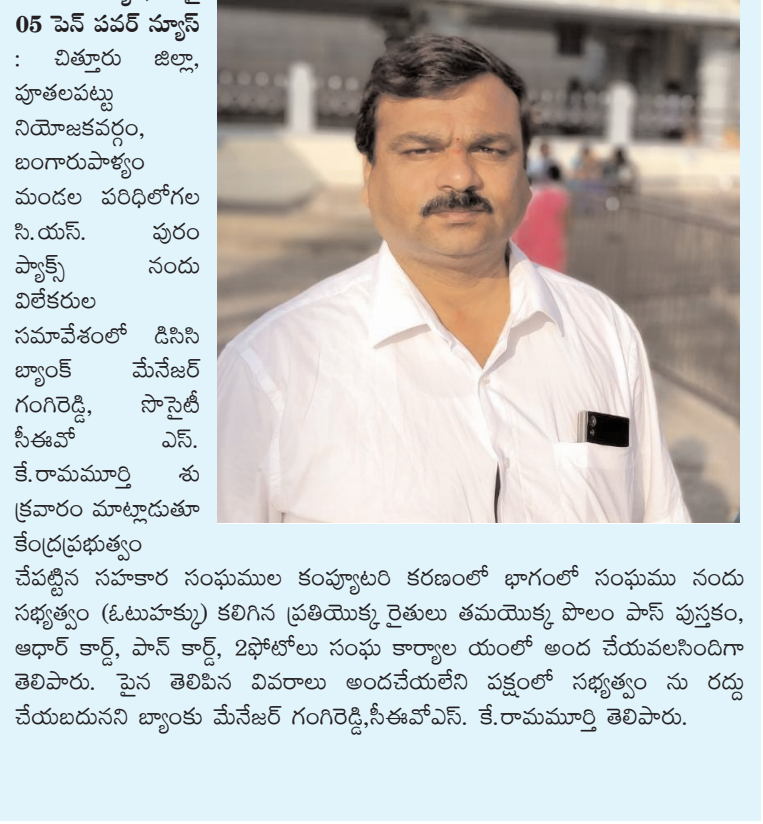 05 పెన్ పవర్ న్యూస్
: చిత్తూరు జిల్లా,
పూతలపట్టు
నియోజకవర్గం,
బంగారుపాళ్యం
మండల పరిధిలోగల
సి.యస్. పురం
ప్యాక్స్ నందు
విలేకరుల
సమావేశంలో డిసిసి
బ్యాంక్ మేనేజర్
గంగిరెడ్డి, సొసైటీ
సీఈవో ఎస్.
కే.రామమూర్తి శు
క్రవారం మాట్లాడుతూ
కేంద్రప్రభుత్వం
చేపట్టిన సహకార సంఘముల కంప్యూటరి కరణంలో భాగంలో సంఘము నందు
సభ్యత్వం (ఓటుహక్కు) కలిగిన ప్రతియొక్క రైతులు తమయొక్క పొలం పాస్ పుస్తకం,
ఆధార్ కార్డ్, పాన్ కార్డ్, 2ఫోటోలు సంఘ కార్యాల యంలో అంద చేయవలసిందిగా
తెలిపారు. పైన తెలిపిన వివరాలు అందచేయలేని పక్షంలో సభ్యత్వం ను రద్దు
చేయబదునని బ్యాంకు మేనేజర్ గంగిరెడ్డి,సీఈవోఎస్. కే.రామమూర్తి తెలిపారు.